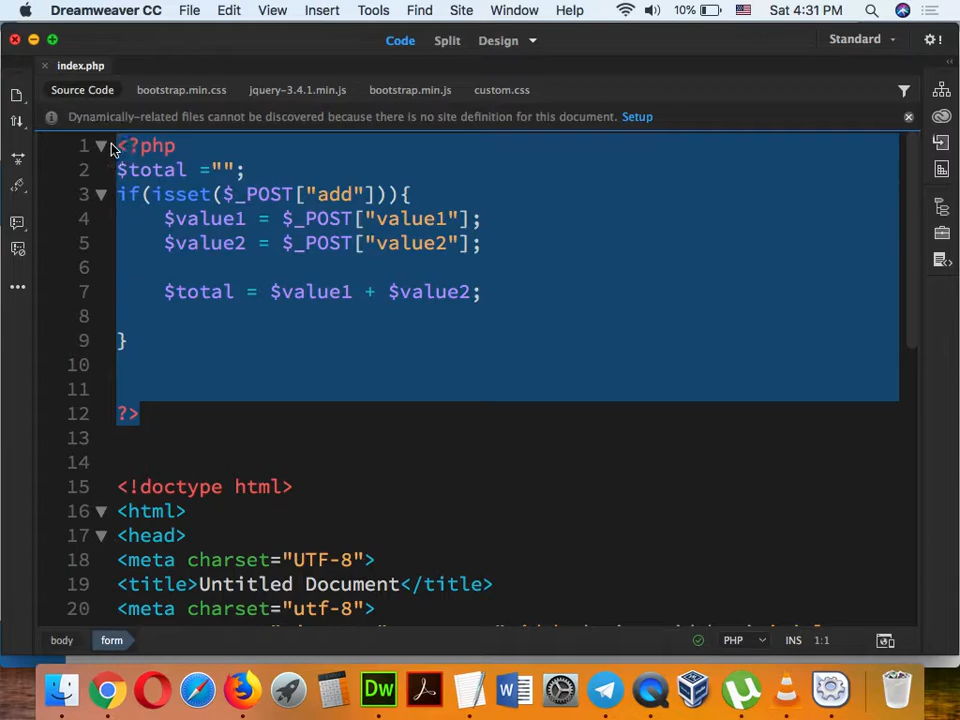 Dreamweaver CC File Edit View Insert Tools Find Site Window Help 10% Sat 4:31 PM
Code Split Design Standard
index.php
Source Code bootstrap.min.css jquery-3.4.1.min.js bootstrap.min.js custom.css
Dynamically-related files cannot be discovered because there is no site definition for this document. Setup
1 <?php
2 $total ="";
3 if(isset($_POST["add"])){
4 $value1 = $_POST["value1"];
5 $value2 = $_POST["value2"];
6
7 $total = $value1 + $value2;
8
9 }
10
11
12 ?>
13
14
15 <!doctype html>
16 <html>
17 <head>
18 <meta charset="UTF-8">
19 <title>Untitled Document</title>
20 <meta charset="utf-8">
body form PHP INS 1:1
Dw W